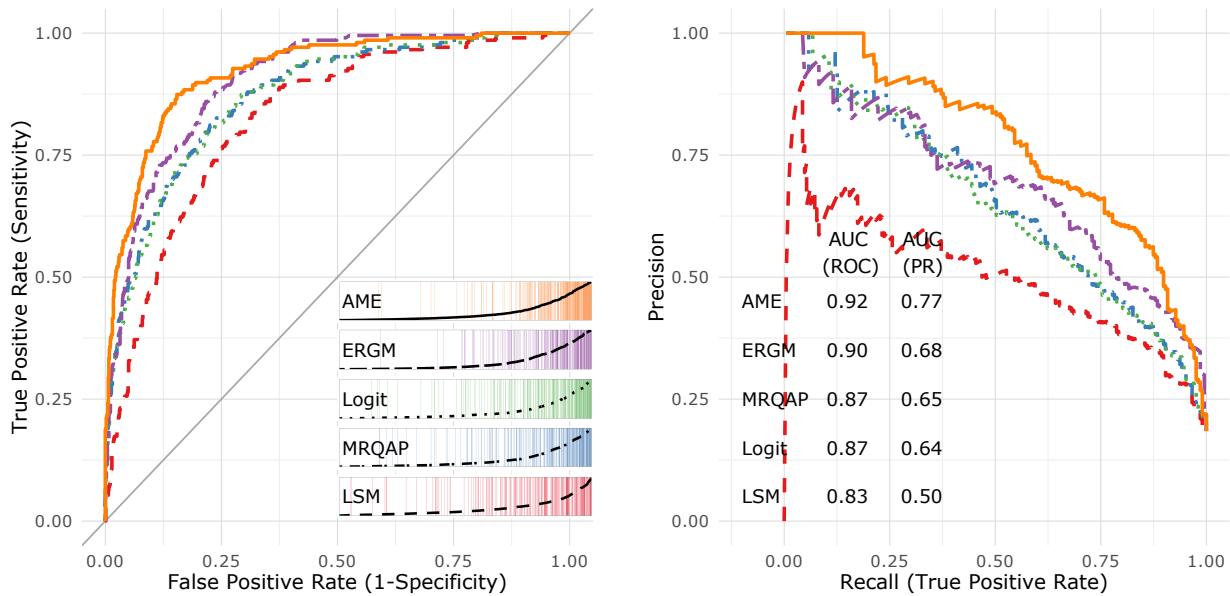 True Positive Rate (Sensitivity)
1.00
0.75
0.50
0.25
0.00
AME
ERGM
Logit
MRQAP
LSM
0.00 0.25 0.50 0.75 1.00
False Positive Rate (1-Specificity)
Precision
1.00
0.75
0.50
0.25
0.00
AUC AUC
(ROC) (PR)
AME 0.92 0.77
ERGM 0.90 0.68
MRQAP 0.87 0.65
Logit 0.87 0.64
LSM 0.83 0.50
0.00 0.25 0.50 0.75 1.00
Recall (True Positive Rate)